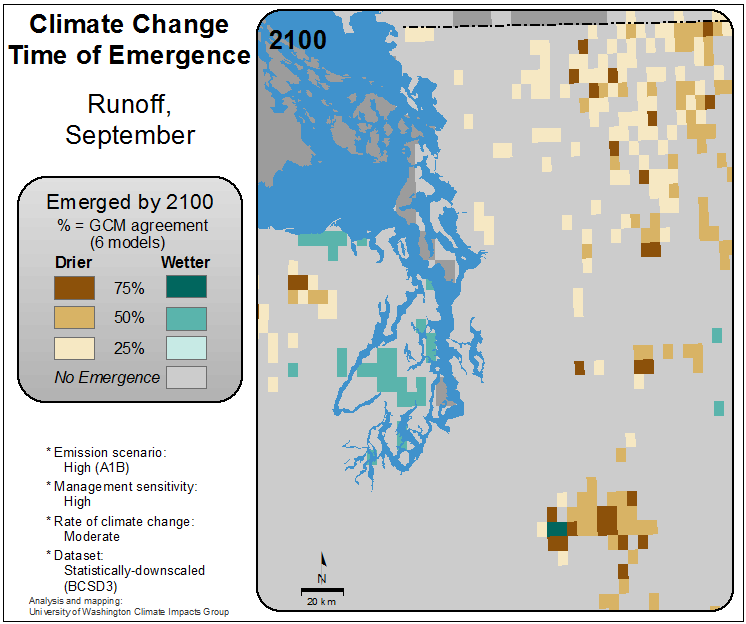 Climate Change
Time of Emergence
Runoff,
September
Emerged by 2100
% = GCM agreement
(6 models)
Drier Wetter
75%
50%
25%
No Emergence
* Emission scenario:
High (A1B)
* Management sensitivity:
High
* Rate of climate change:
Moderate
* Dataset:
Statistically-downscaled
(BCSD3)
Analysis and mapping:
University of Washington Climate Impacts Group
2100
N
20 km